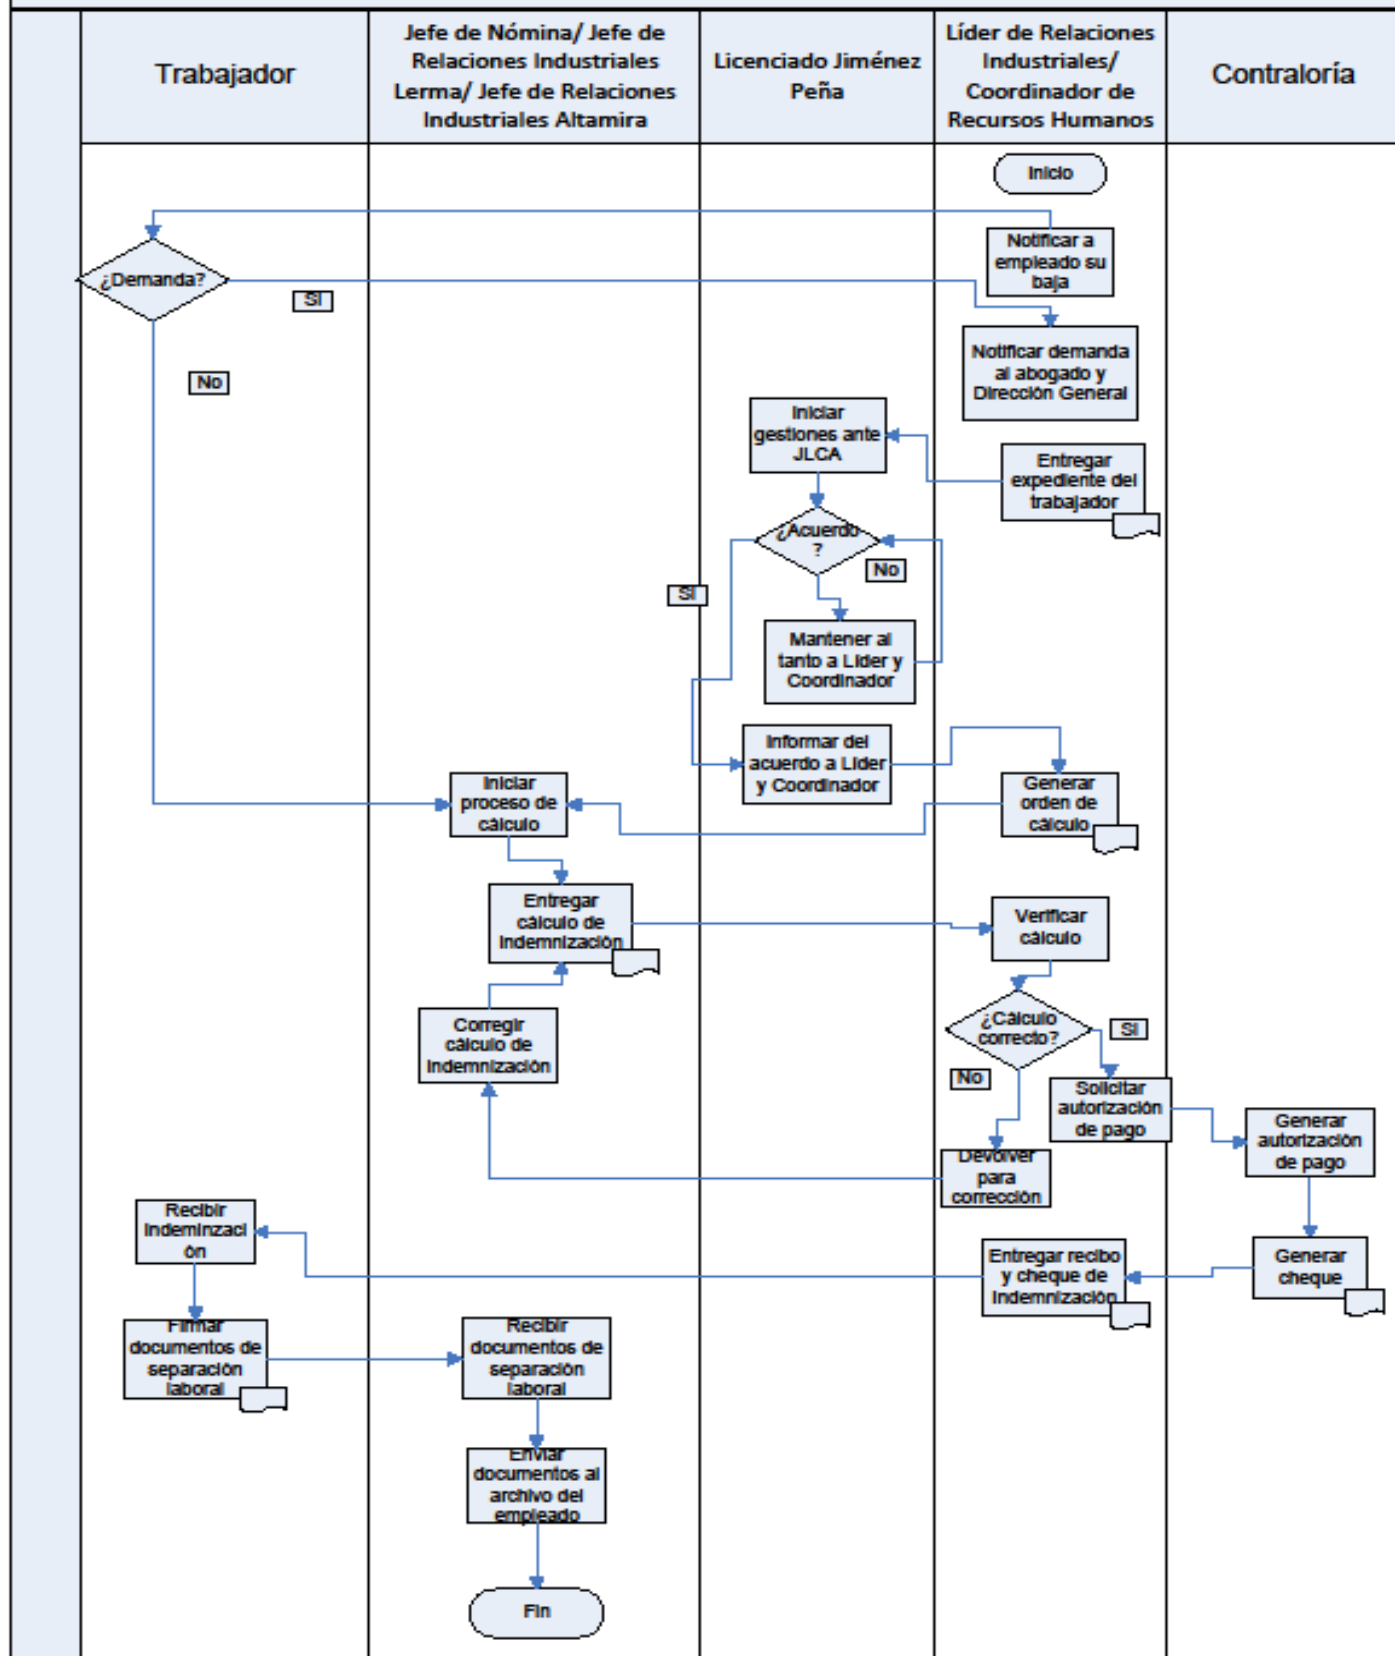 Trabajador
Jefe de Nómina/ Jefe de
Relaciones Industriales
Lerma/ Jefe de Relaciones
Industriales Altamira
Licenciado Jiménez
Peña
Líder de Relaciones
Industriales/
Coordinador de
Recursos Humanos
Contraloría
Inicio
Notificar a
empleado su
baja
¿Demanda?
Si
No
Notificar demanda
al abogado y
Dirección General
Iniciar
gestiones ante
JLCA
Entregar
expediente del
trabajador
¿Acuerdo
?
No
Si
Mantener al
tanto a Líder y
Coordinador
Informar del
acuerdo a Líder
y Coordinador
Iniciar
proceso de
cálculo
Generar
orden de
cálculo
Entregar
cálculo de
indemnización
Verificar
cálculo
Corregir
cálculo de
indemnización
¿Cálculo
correcto?
Si
No
Solicitar
autorización
de pago
Generar
autorización
de pago
Devolver
para
corrección
Recibir
indeminzaci
ón
Entregar recibo
y cheque de
indemnización
Generar
cheque
Firmar
documentos de
separación
laboral
Recibir
documentos de
separación
laboral
Enviar
documentos al
archivo del
empleado
Fin